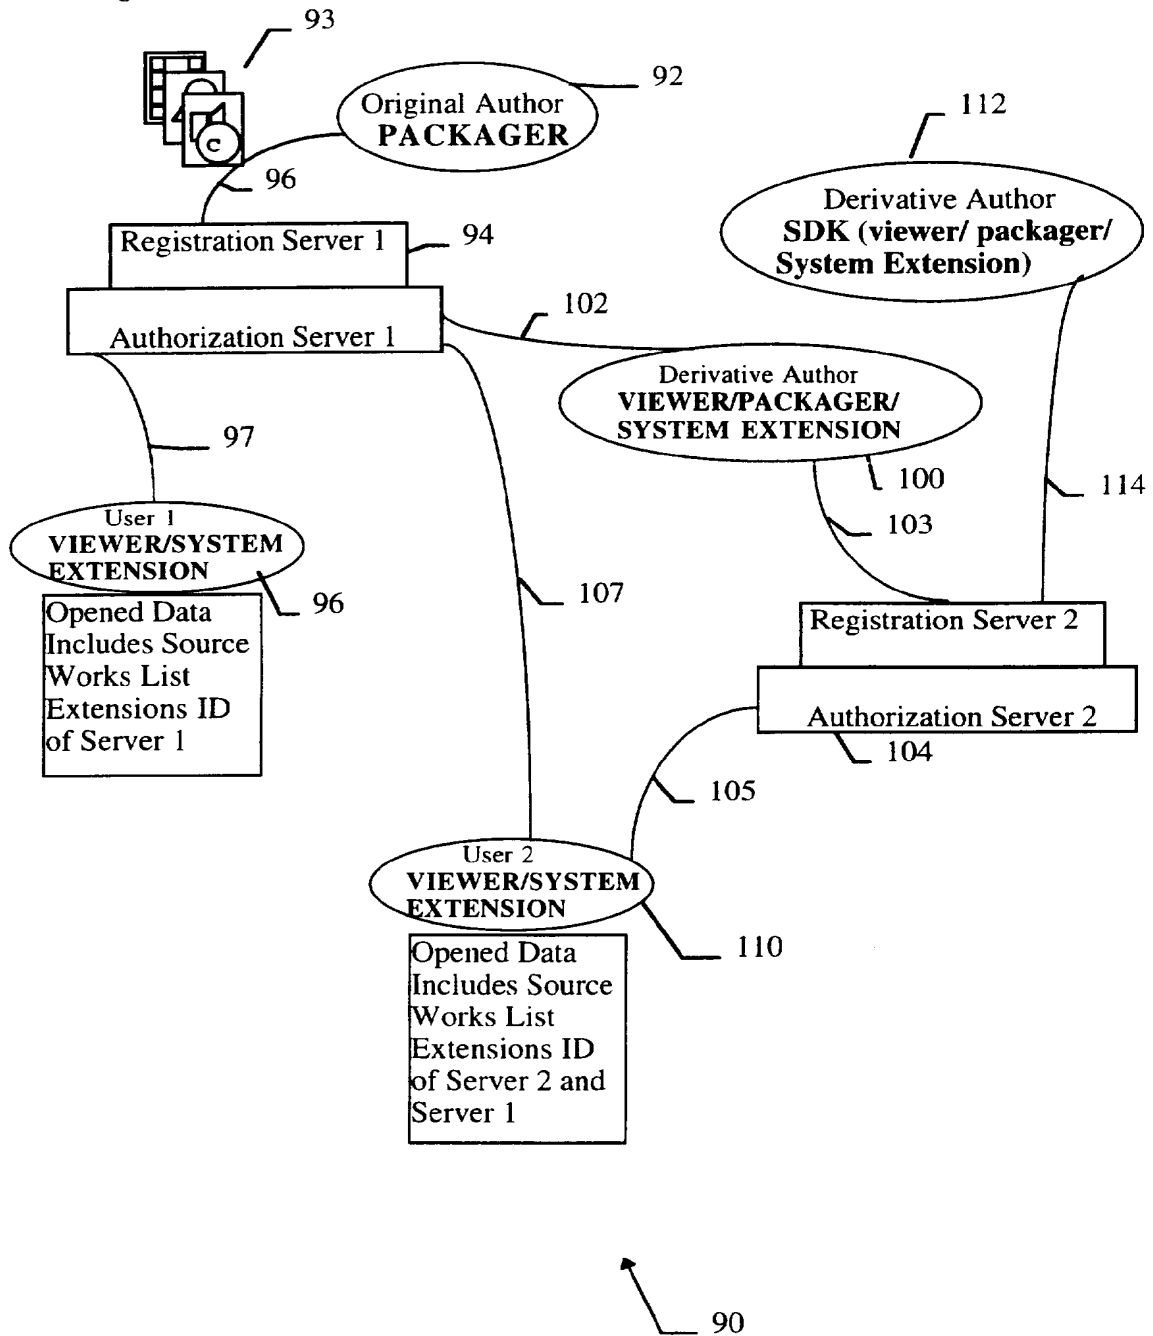 93
92
Original Author
PACKAGER
112
96
Derivative Author
SDK (viewer/ packager/
System Extension)
Registration Server 1
94
102
Authorization Server 1
Derivative Author
VIEWER/PACKAGER/
SYSTEM EXTENSION
97
100
114
103
User 1
VIEWER/SYSTEM
EXTENSION
96
107
Opened Data
Includes Source
Works List
Extensions ID
of Server 1
Registration Server 2
Authorization Server 2
104
105
User 2
VIEWER/SYSTEM
EXTENSION
110
Opened Data
Includes Source
Works List
Extensions ID
of Server 2 and
Server 1
90